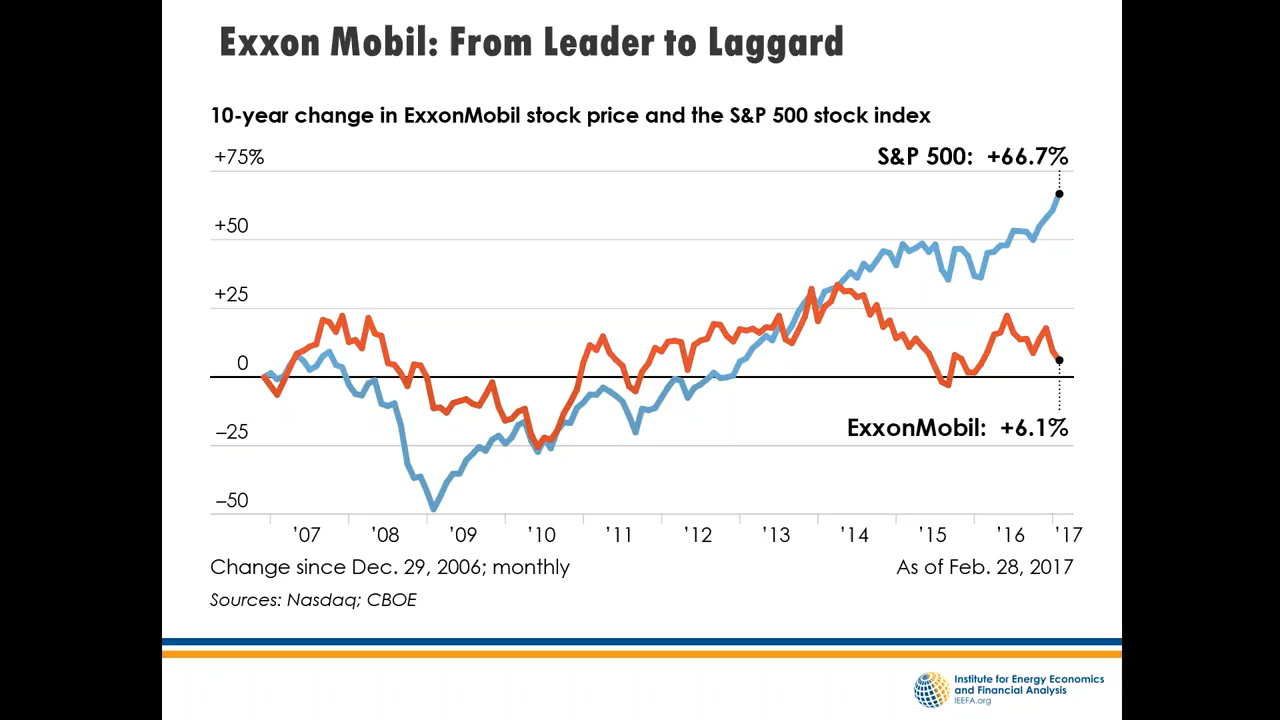 Exxon Mobil: From Leader to Laggard
10-year change in ExxonMobil stock price and the S&P 500 stock index
+75%
S&P 500: +66.7%
+50
+25
0
–25
ExxonMobil: +6.1%
–50
’07 ’08 ’09 ’10 ’11 ’12 ’13 ’14 ’15 ’16 ’17
Change since Dec. 29, 2006; monthly
As of Feb. 28, 2017
Sources: Nasdaq; CBOE
Institute for Energy Economics
and Financial Analysis
IEEFA.org